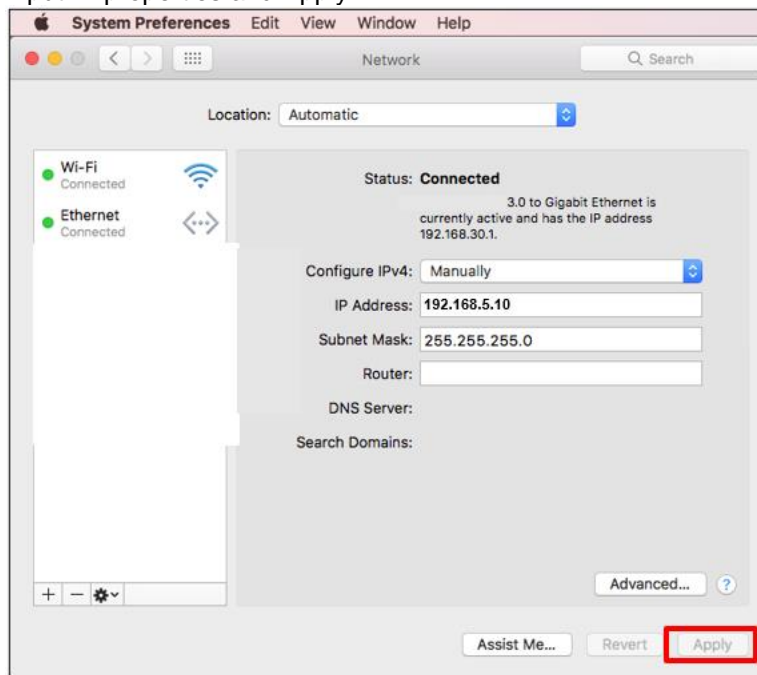 System Preferences Edit View Window Help
Network
Search
Location: Automatic
Wi-Fi
Connected
Ethernet
Connected
Status: Connected
3.0 to Gigabit Ethernet is
currently active and has the IP address
192.168.30.1.
Configure IPv4: Manually
IP Address: 192.168.5.10
Subnet Mask: 255.255.255.0
Router:
DNS Server:
Search Domains:
+ −
Advanced... ?
Assist Me... Revert Apply